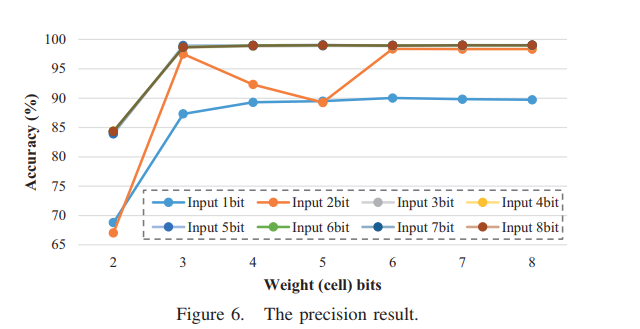 100
95
90
85
80
75
70
65
Accuracy (%)
Input 1bit Input 2bit Input 3bit Input 4bit
Input 5bit Input 6bit Input 7bit Input 8bit
2 3 4 5 6 7 8
Weight (cell) bits
Figure 6. The precision result.